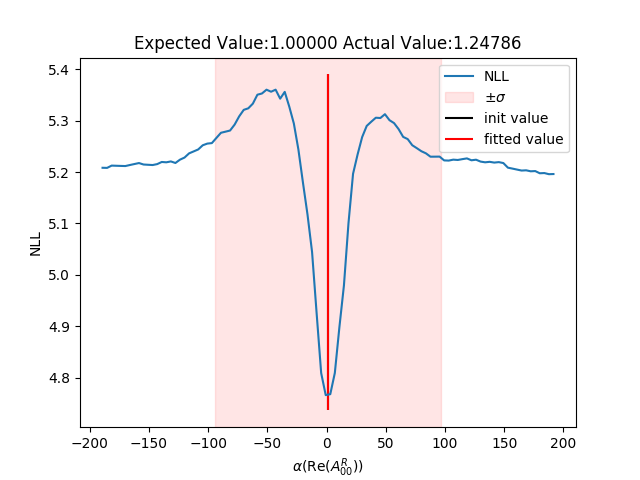 Expected Value:1.00000 Actual Value:1.24786
5.4
5.3
5.2
5.1
5.0
4.9
4.8
NLL
NLL
±σ
init value
fitted value
−200 −150 −100 −50 0 50 100 150 200
α(Re(A^R_00))